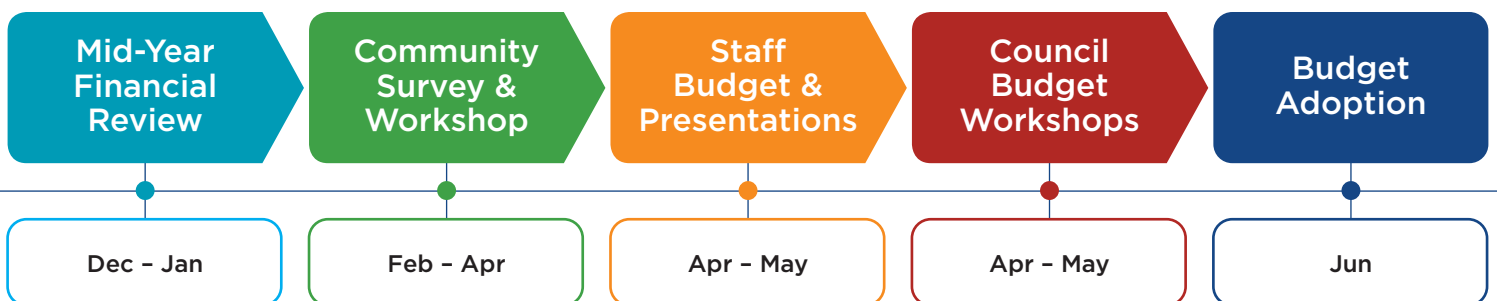 Mid-Year
Financial
Review
Community
Survey &
Workshop
Staff
Budget &
Presentations
Council
Budget
Workshops
Budget
Adoption
Dec – Jan
Feb – Apr
Apr – May
Apr – May
Jun